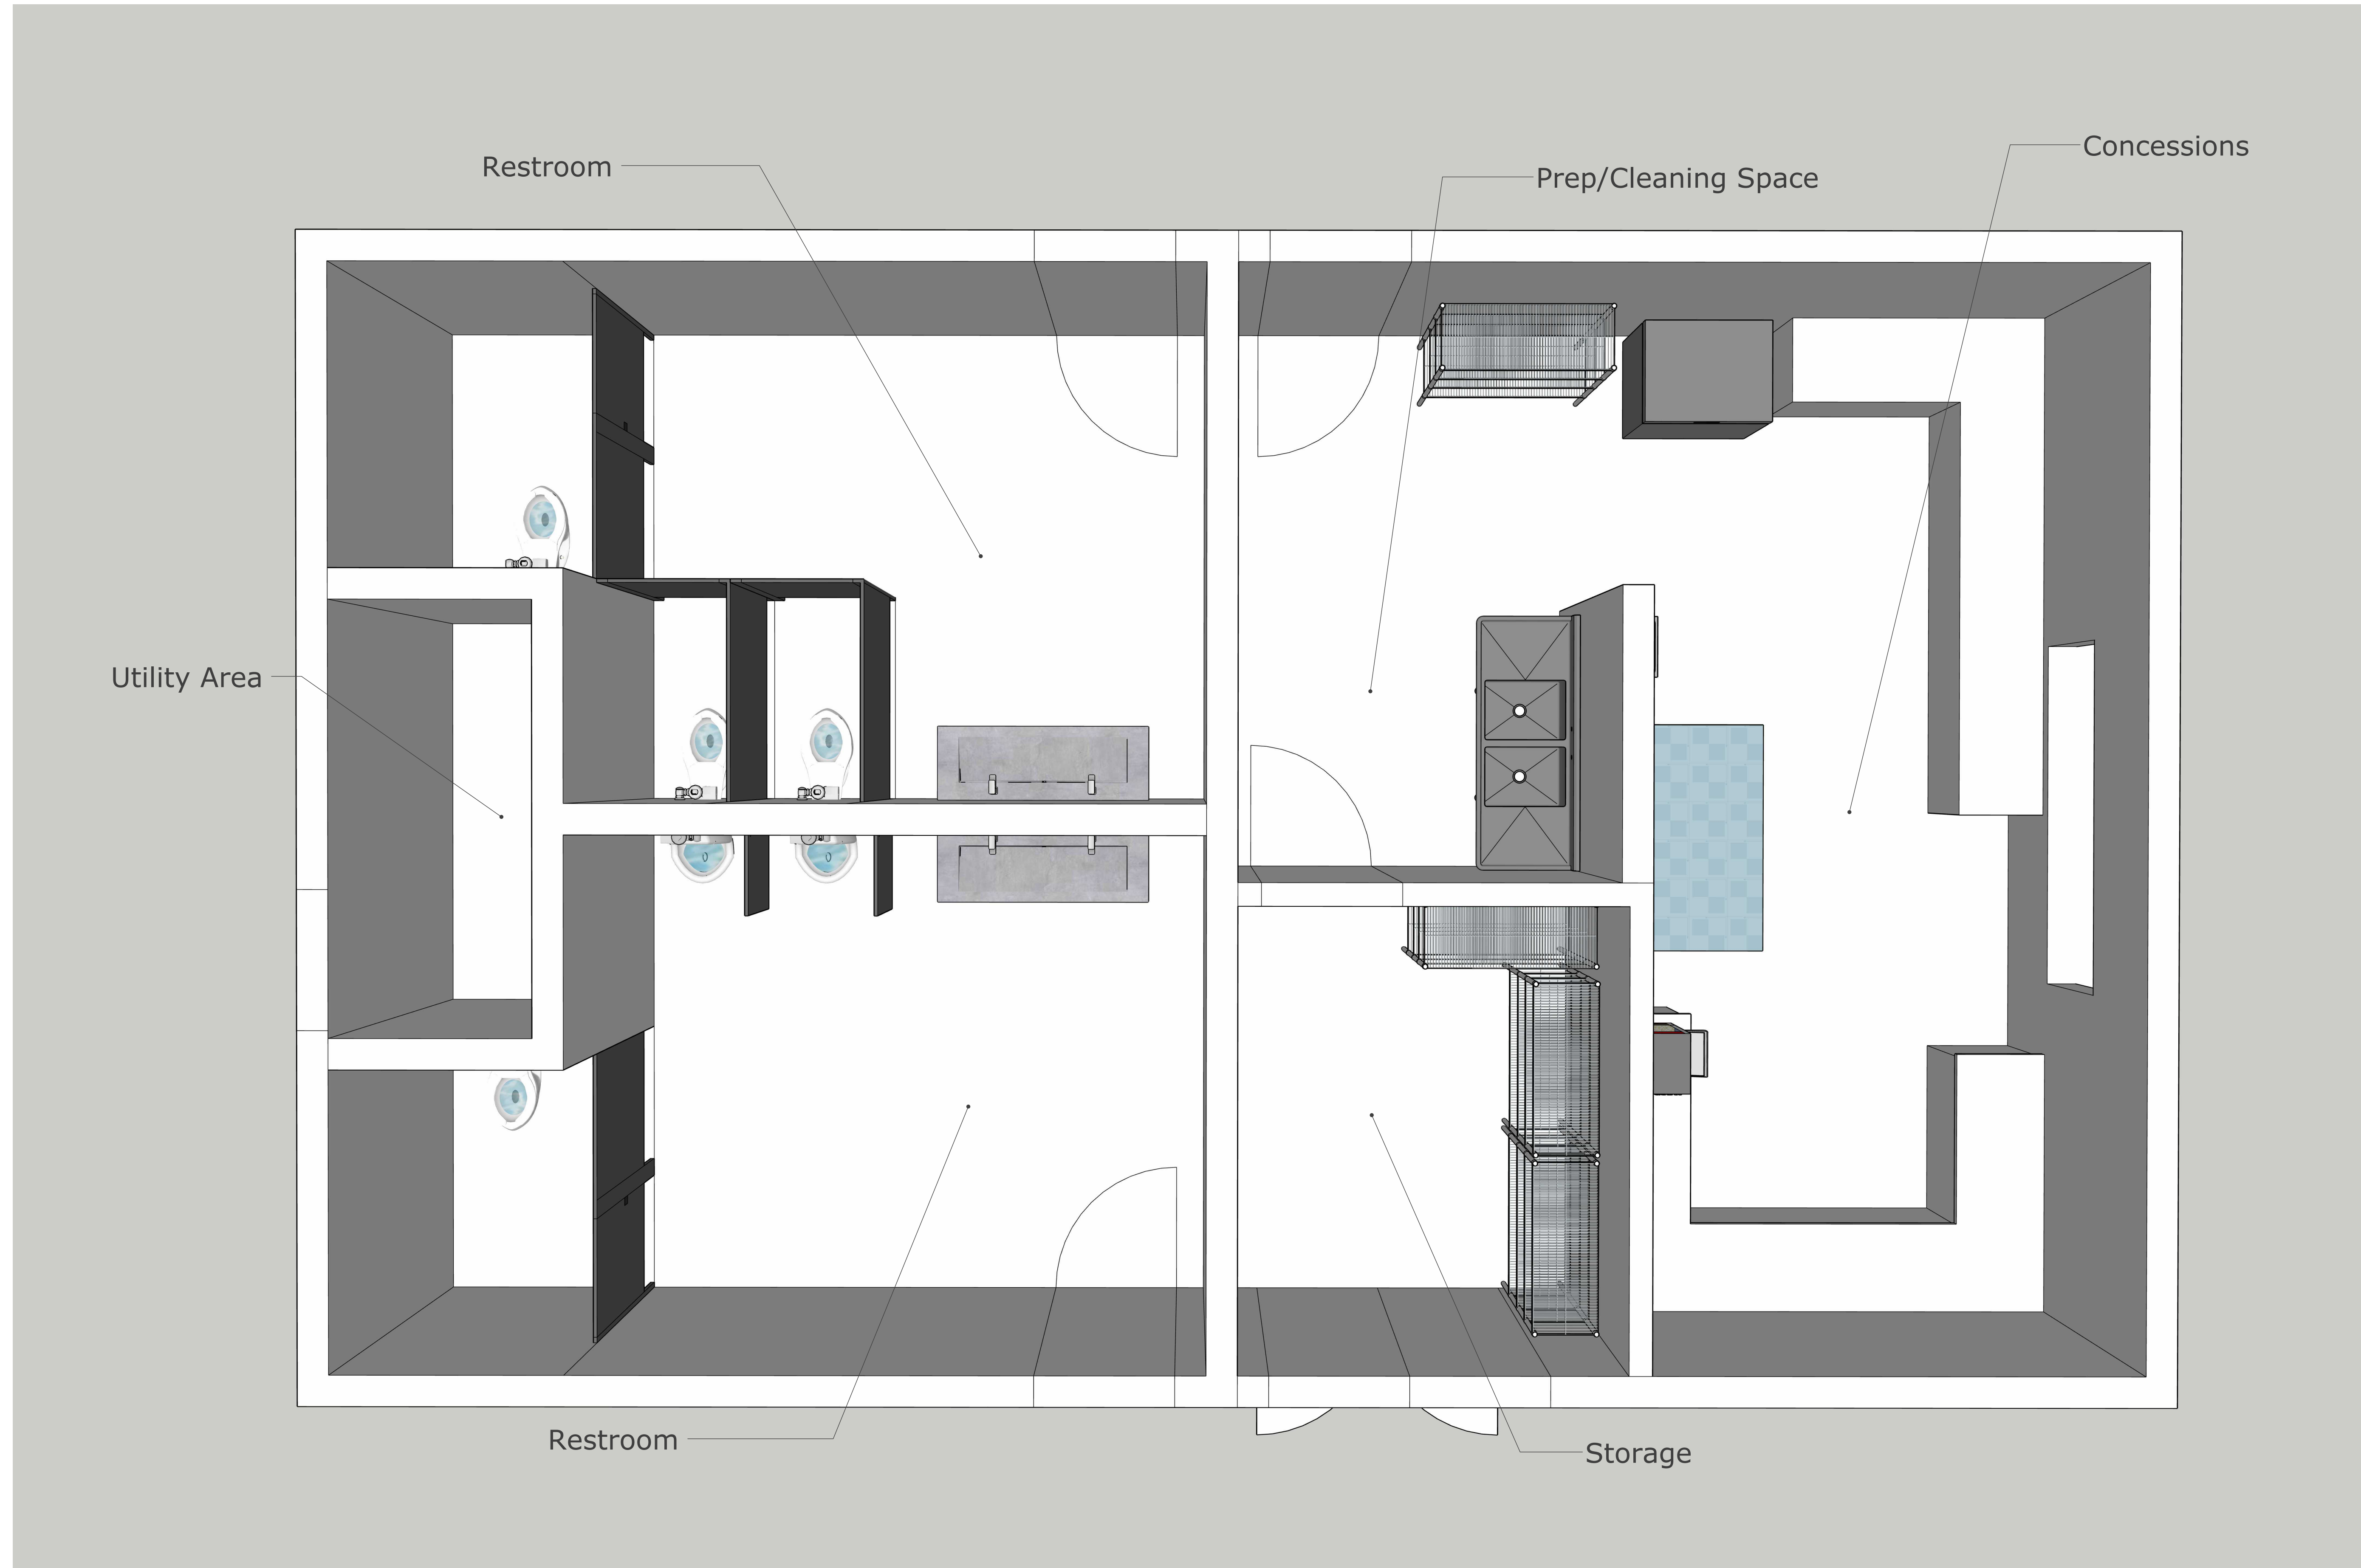 Concessions
Restroom
Prep/Cleaning Space
Utility Area
Restroom
Storage